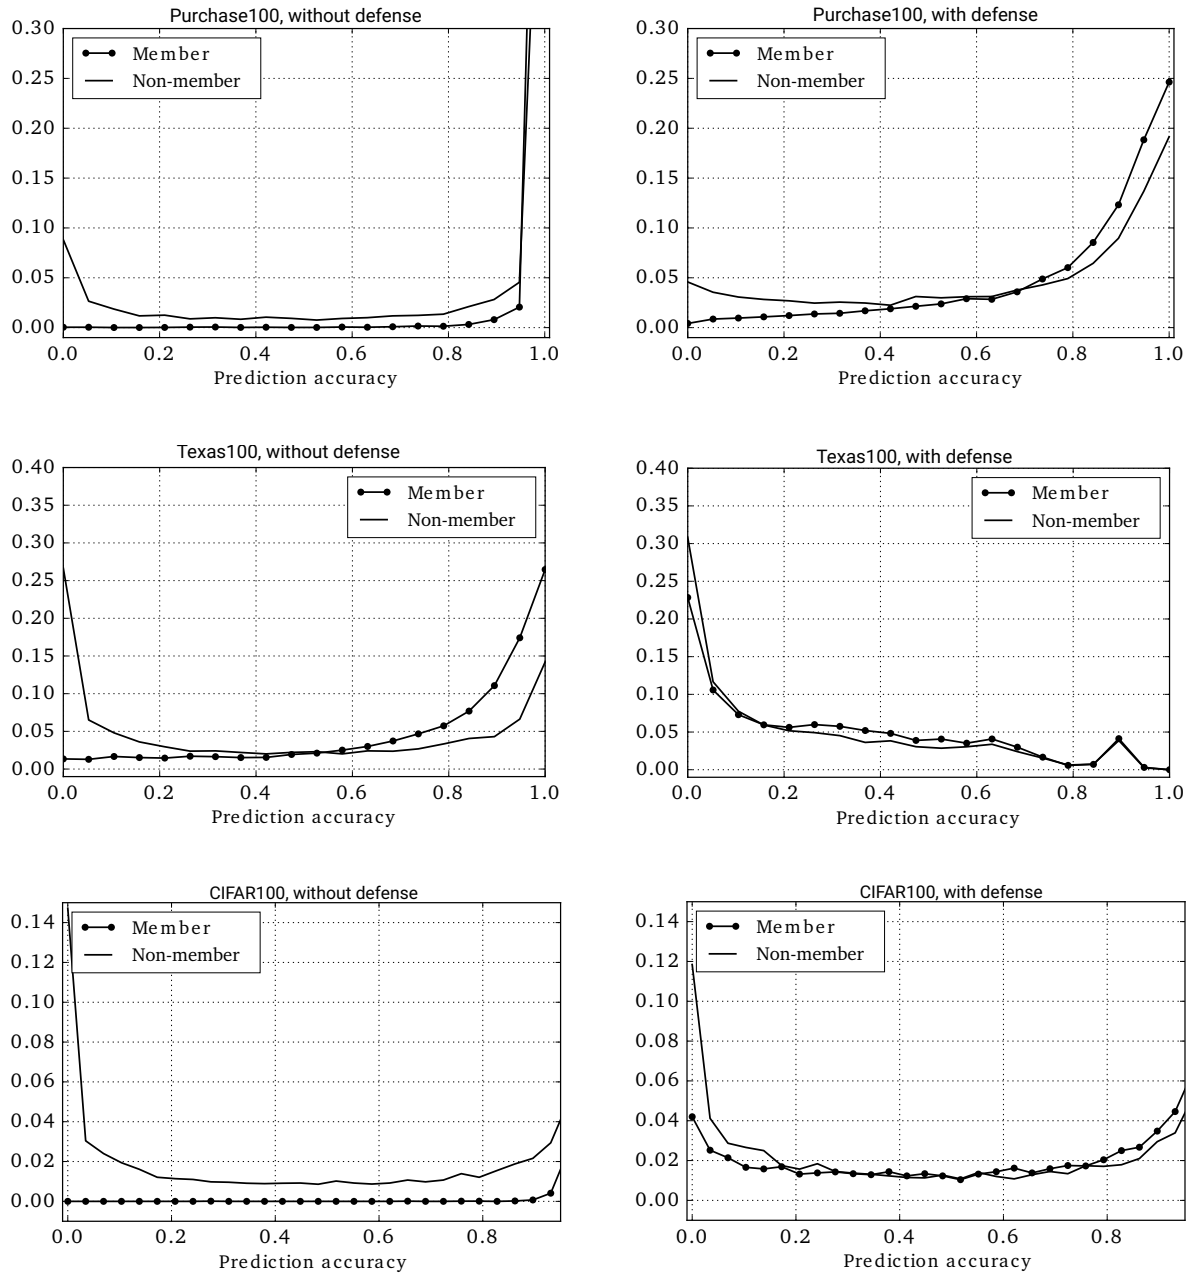 Purchase100, without defense
0.30
0.25
0.20
0.15
0.10
0.05
0.00
Member
Non-member
0.0 0.2 0.4 0.6 0.8 1.0
Prediction accuracy
Purchase100, with defense
0.30
0.25
0.20
0.15
0.10
0.05
0.00
Member
Non-member
0.0 0.2 0.4 0.6 0.8 1.0
Prediction accuracy
Texas100, without defense
0.40
0.35
0.30
0.25
0.20
0.15
0.10
0.05
0.00
Member
Non-member
0.0 0.2 0.4 0.6 0.8 1.0
Prediction accuracy
Texas100, with defense
0.40
0.35
0.30
0.25
0.20
0.15
0.10
0.05
0.00
Member
Non-member
0.0 0.2 0.4 0.6 0.8 1.0
Prediction accuracy
CIFAR100, without defense
0.14
0.12
0.10
0.08
0.06
0.04
0.02
0.00
Member
Non-member
0.0 0.2 0.4 0.6 0.8
Prediction accuracy
CIFAR100, with defense
0.14
0.12
0.10
0.08
0.06
0.04
0.02
0.00
Member
Non-member
0.0 0.2 0.4 0.6 0.8
Prediction accuracy